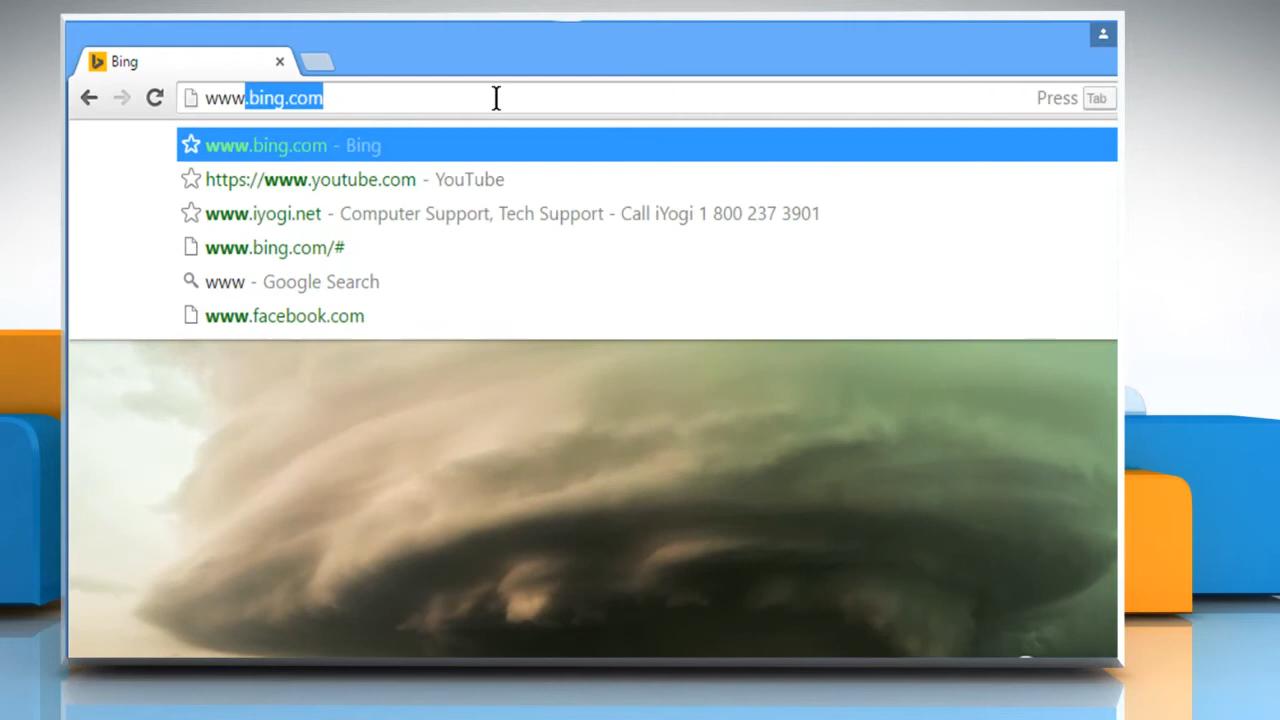 Bing
www.bing.com
Press Tab
www.bing.com - Bing
https://www.youtube.com - YouTube
www.iyogi.net - Computer Support, Tech Support - Call iYogi 1 800 237 3901
www.bing.com/#
www - Google Search
www.facebook.com